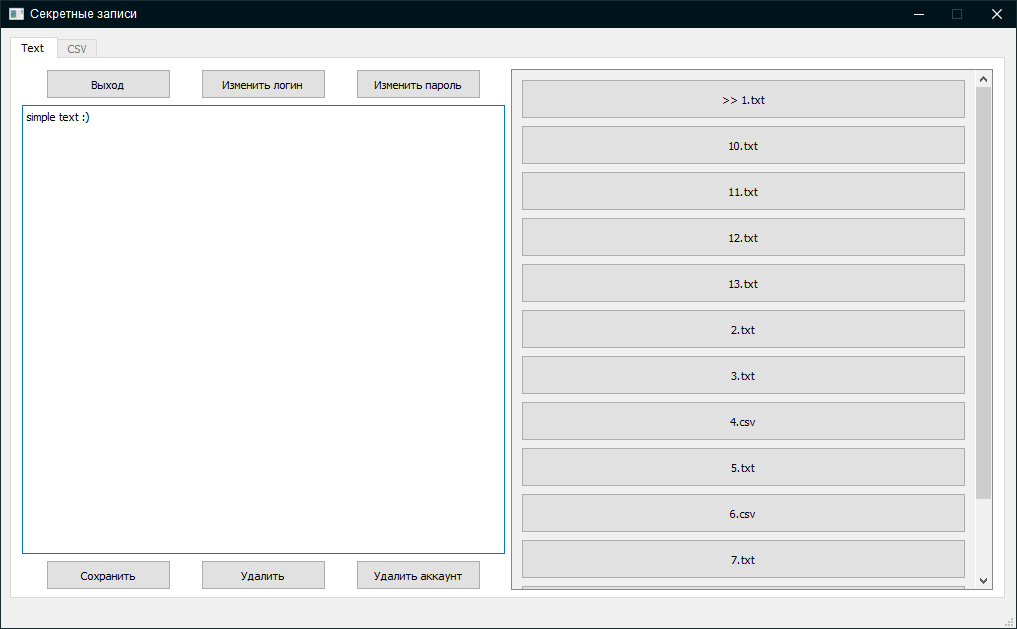 Секретные записи
Text
CSV
Выход
Изменить логин
Изменить пароль
simple text :)
Сохранить
Удалить
Удалить аккаунт
>> 1.txt
10.txt
11.txt
12.txt
13.txt
2.txt
3.txt
4.csv
5.txt
6.csv
7.txt